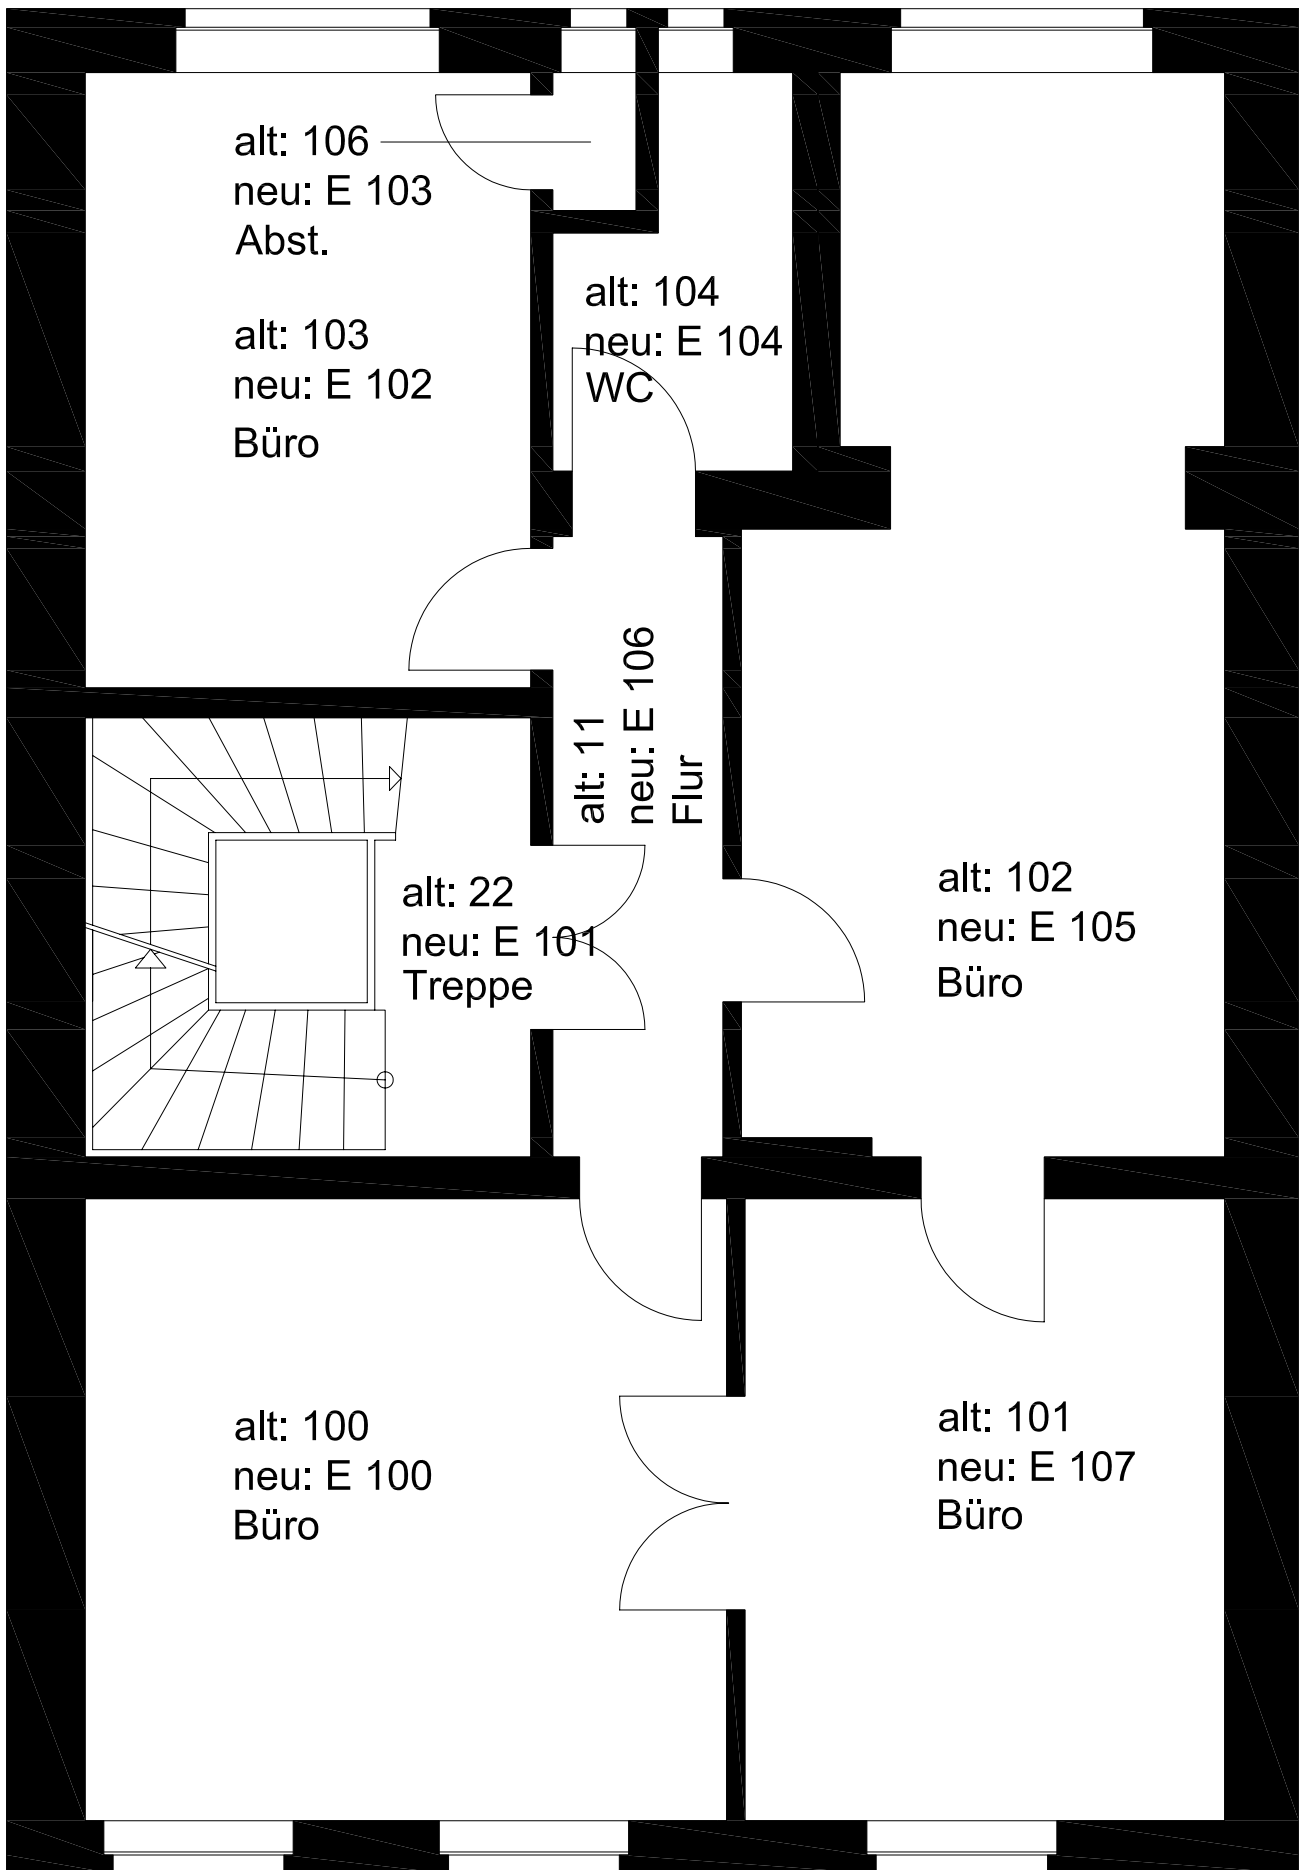 alt: 106
neu: E 103
Abst.
alt: 103
neu: E 102
Büro
alt: 104
neu: E 104
WC
alt: 11
neu: E 106
Flur
alt: 22
neu: E 101
Treppe
alt: 102
neu: E 105
Büro
alt: 100
neu: E 100
Büro
alt: 101
neu: E 107
Büro